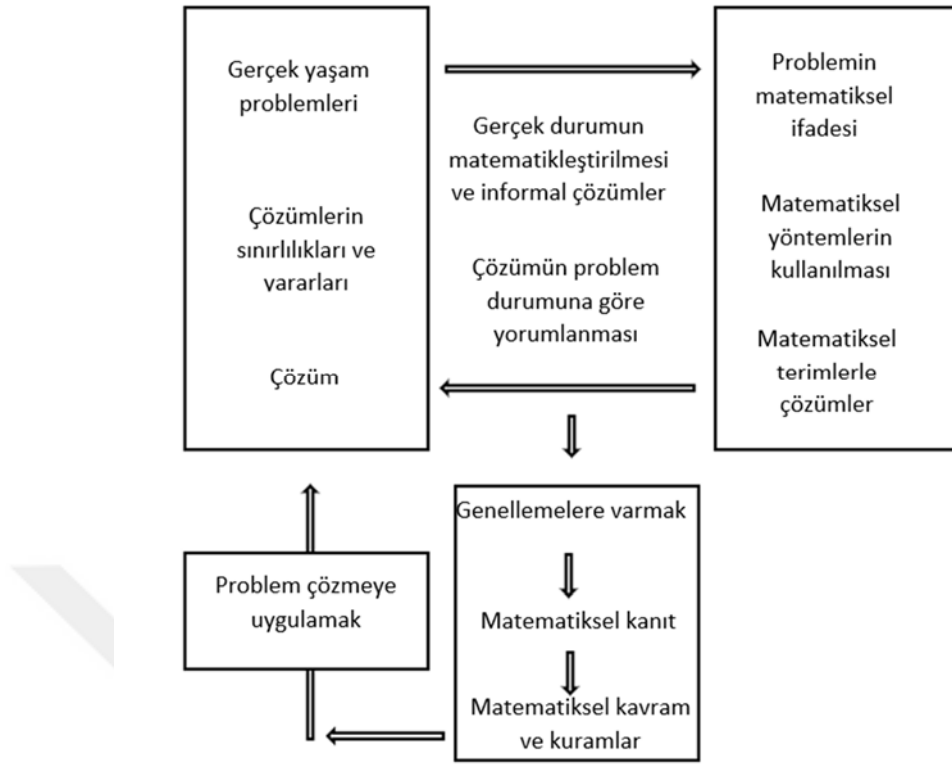 Gerçek yaşam
problemleri
Çözümlerin
sınırlılıkları ve
yararları
Çözüm
Gerçek durumun
matematikleştirilmesi
ve informal çözümler
Çözümün problem
durumuna göre
yorumlanması
Problemin
matematiksel
ifadesi
Matematiksel
yöntemlerin
kullanılması
Matematiksel
terimlerle
çözümler
Genellemelere varmak
Matematiksel kanıt
Matematiksel kavram
ve kuramlar
Problem çözmeye
uygulamak